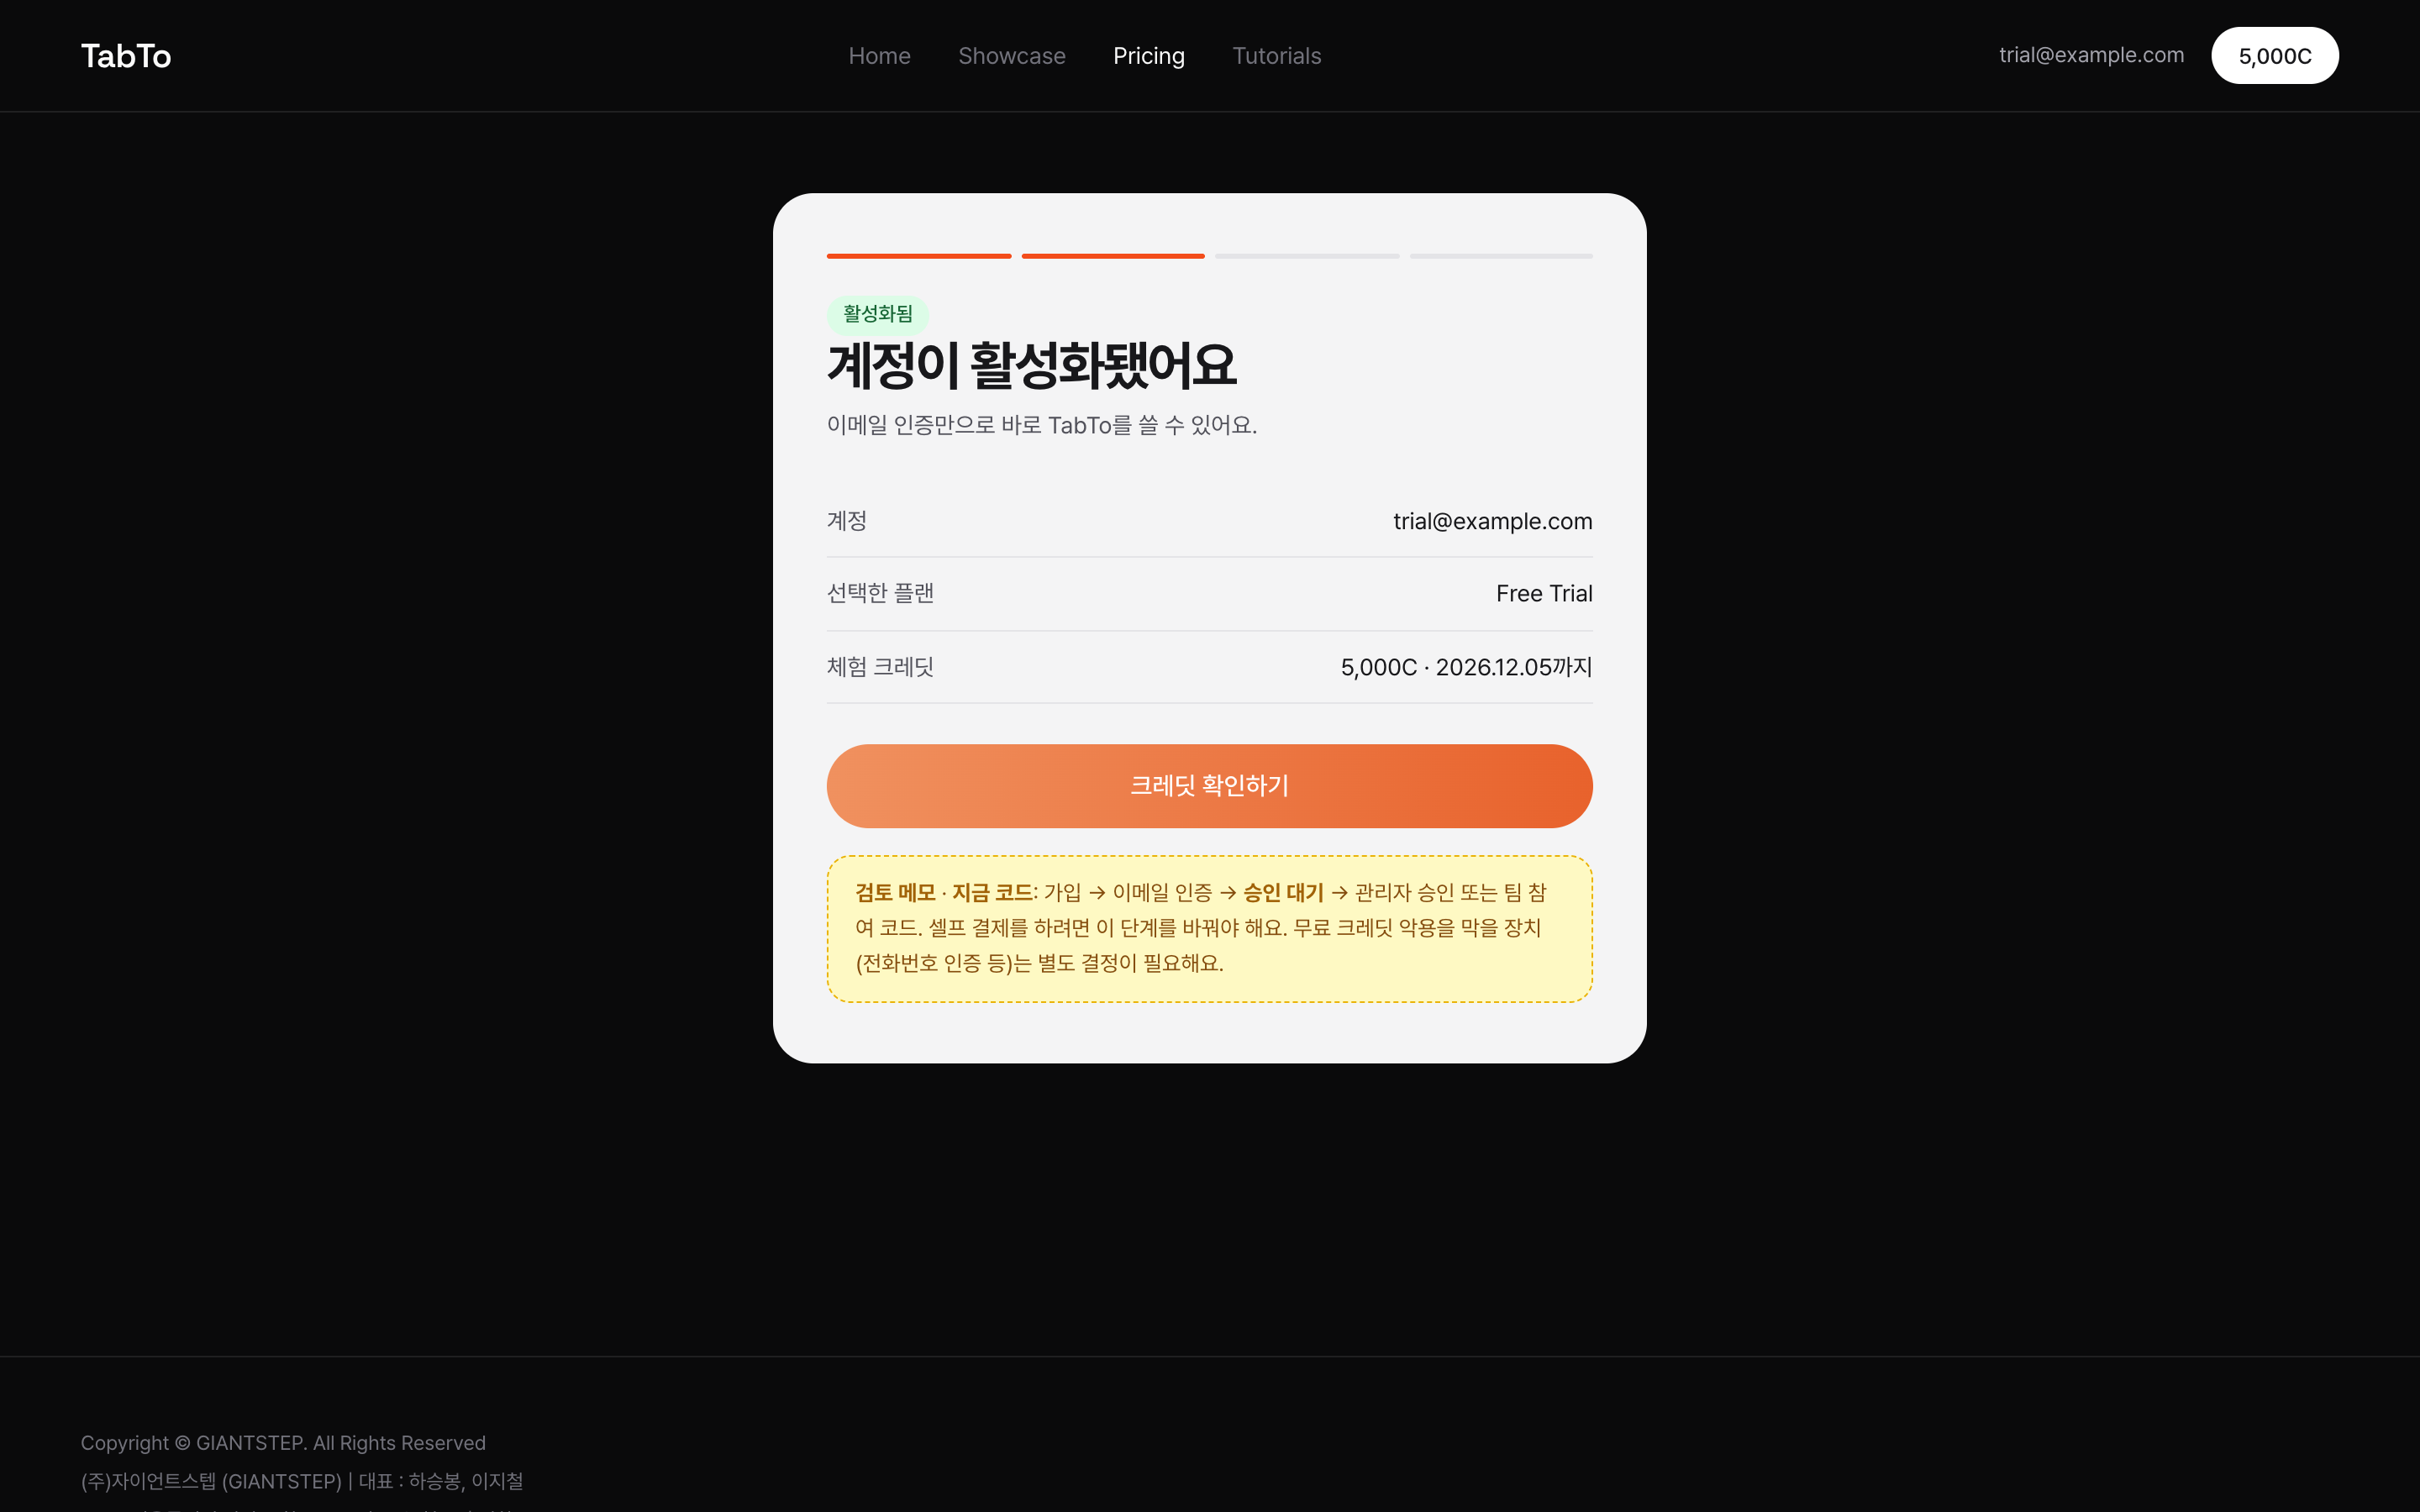 TabTo
Home Showcase Pricing Tutorials
trial@example.com 5,000C
활성화됨
계정이 활성화됐어요
이메일 인증만으로 바로 TabTo를 쓸 수 있어요.
계정 trial@example.com
선택한 플랜 Free Trial
체험 크레딧 5,000C · 2026.12.05까지
크레딧 확인하기
검토 메모 · 지금 코드: 가입 → 이메일 인증 → 승인 대기 → 관리자 승인 또는 팀 참
여 코드. 셀프 결제를 하려면 이 단계를 바꿔야 해요. 무료 크레딧 악용을 막을 장치
(전화번호 인증 등)는 별도 결정이 필요해요.
Copyright © GIANTSTEP. All Rights Reserved
(주)자이언트스텝 (GIANTSTEP) | 대표 : 하승봉, 이지철